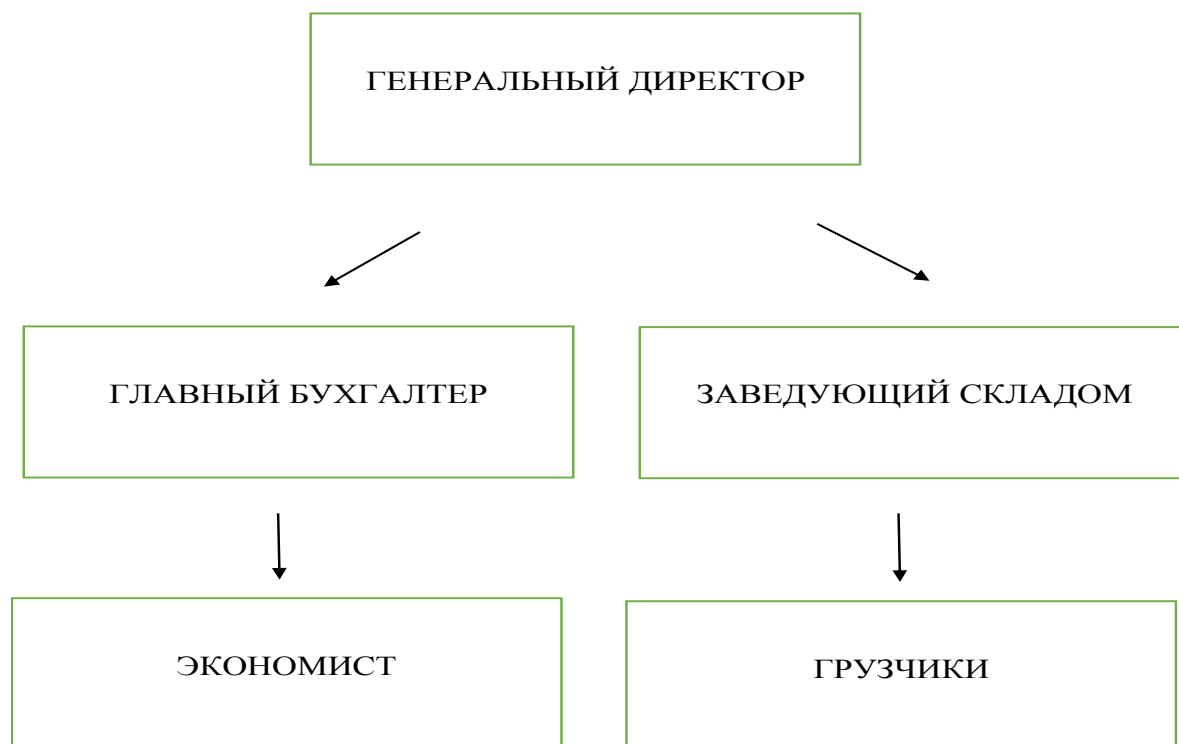 ГЕНЕРАЛЬНЫЙ ДИРЕКТОР
ГЛАВНЫЙ БУХГАЛТЕР
ЗАВЕДУЮЩИЙ СКЛАДОМ
ЭКОНОМИСТ
ГРУЗЧИКИ